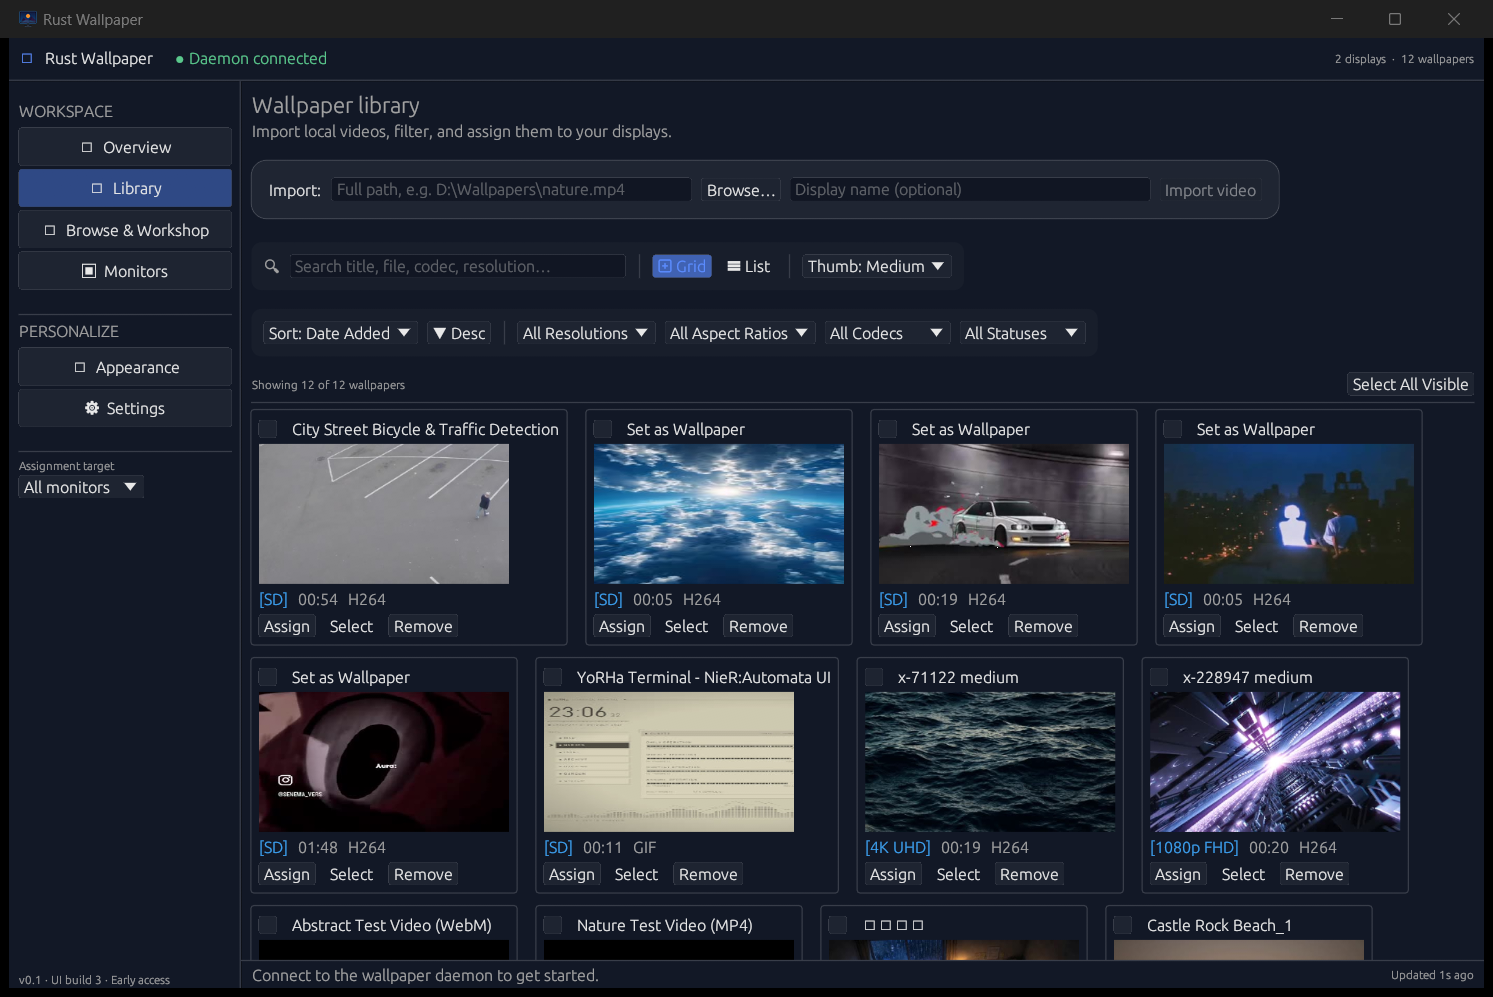 Rust Wallpaper
Rust Wallpaper
● Daemon connected
2 displays · 12 wallpapers
WORKSPACE
Overview
Library
Browse & Workshop
Monitors
PERSONALIZE
Appearance
Settings
Assignment target
All monitors
v0.1 · UI build 3 · Early access
Wallpaper library
Import local videos, filter, and assign them to your displays.
Import: Full path, e.g. D:\Wallpapers\nature.mp4 Browse… Display name (optional) Import video
Search title, file, codec, resolution… Grid List Thumb: Medium
Sort: Date Added Desc All Resolutions All Aspect Ratios All Codecs All Statuses
Showing 12 of 12 wallpapers Select All Visible
City Street Bicycle & Traffic Detection
[SD] 00:54 H264
Assign Select Remove
Set as Wallpaper
[SD] 00:05 H264
Assign Select Remove
Set as Wallpaper
[SD] 00:19 H264
Assign Select Remove
Set as Wallpaper
[SD] 00:05 H264
Assign Select Remove
Set as Wallpaper
Aura:
@SENEMA_VERS
[SD] 01:48 H264
Assign Select Remove
YoRHa Terminal - NieR:Automata UI
23:06
[SD] 00:11 GIF
Assign Select Remove
x-71122 medium
[4K UHD] 00:19 H264
Assign Select Remove
x-228947 medium
[1080p FHD] 00:20 H264
Assign Select Remove
Abstract Test Video (WebM)
Nature Test Video (MP4)
□ □ □ □
Castle Rock Beach_1
Connect to the wallpaper daemon to get started.
Updated 1s ago